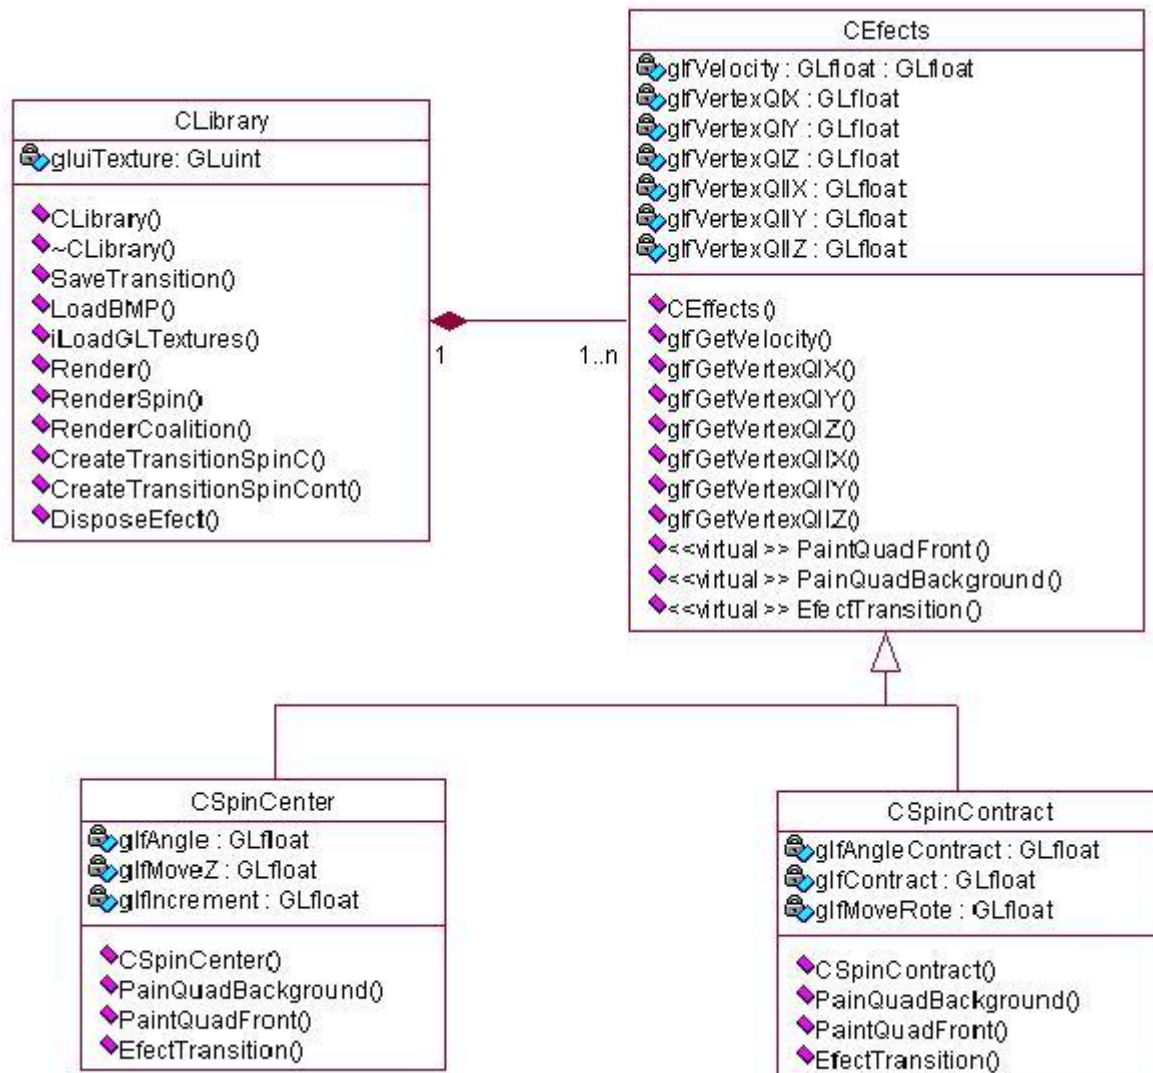 CEfects
glfVelocity : GLfloat : GLfloat
glfVertexQIX : GLfloat
glfVertexQIY : GLfloat
glfVertexQIZ : GLfloat
glfVertexQIIX : GLfloat
glfVertexQIIY : GLfloat
glfVertexQIIZ : GLfloat
CEffects()
glfGetVelocity()
glfGetVertexQIX()
glfGetVertexQIY()
glfGetVertexQIZ()
glfGetVertexQIIX()
glfGetVertexQIIY()
glfGetVertexQIIZ()
<<virtual>> PaintQuadFront()
<<virtual>> PainQuadBackground()
<<virtual>> EfectTransition()
CLibrary
gluiTexture: GLuint
CLibrary()
~CLibrary()
SaveTransition()
LoadBMP()
iLoadGLTextures()
Render()
RenderSpin()
RenderCoalition()
CreateTransitionSpinC()
CreateTransitionSpinCont()
DisposeEfect()
1
1..n
CSpinCenter
glfAngle : GLfloat
glfMoveZ : GLfloat
glfIncrement : GLfloat
CSpinCenter()
PainQuadBackground()
PaintQuadFront()
EfectTransition()
CSpinContract
glfAngleContract : GLfloat
glfContract : GLfloat
glfMoveRote : GLfloat
CSpinContract()
PainQuadBackground()
PaintQuadFront()
EfectTransition()